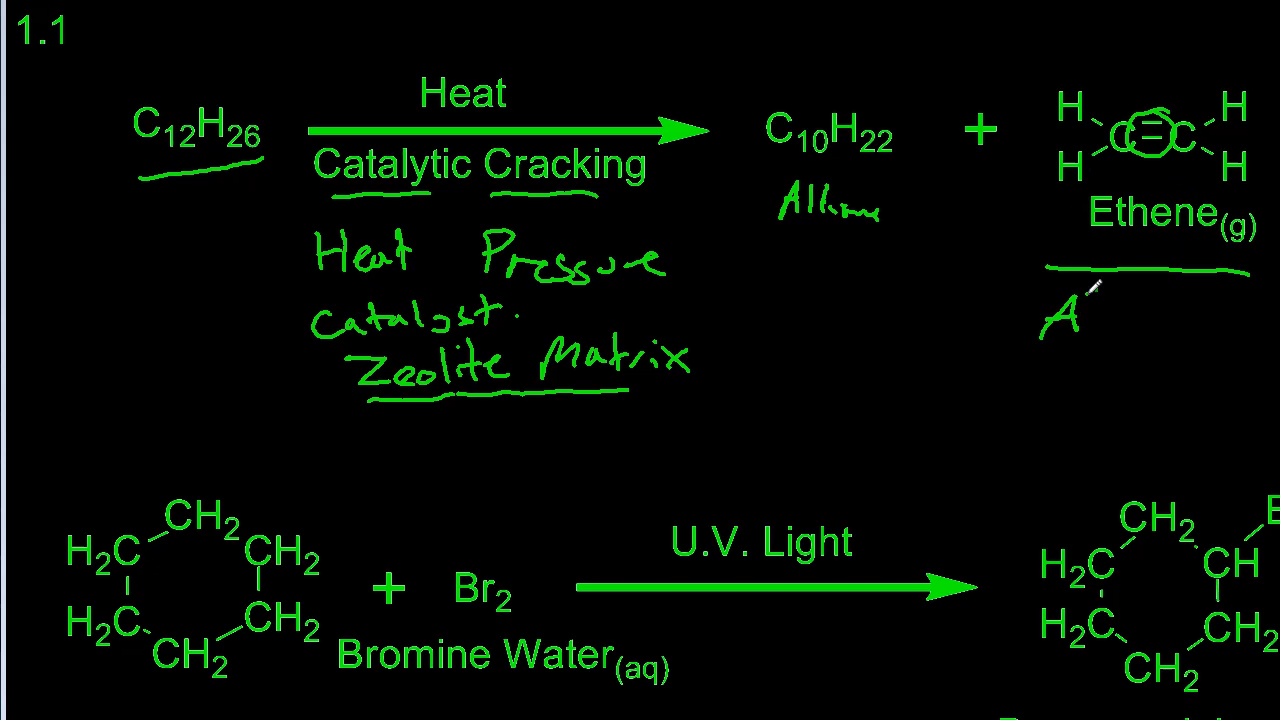 1.1
Heat
C12H26 → C10H22 + H H C=C H H
Catalytic Cracking
Alkane
Ethene(g)
Heat Pressure
Catalyst.
Zeolite Matrix
A
CH2 H2C CH2 H2C CH2 CH2 + Br2
U.V. Light
Bromine Water(aq)
CH2 H2C CH H2C CH2 CH2